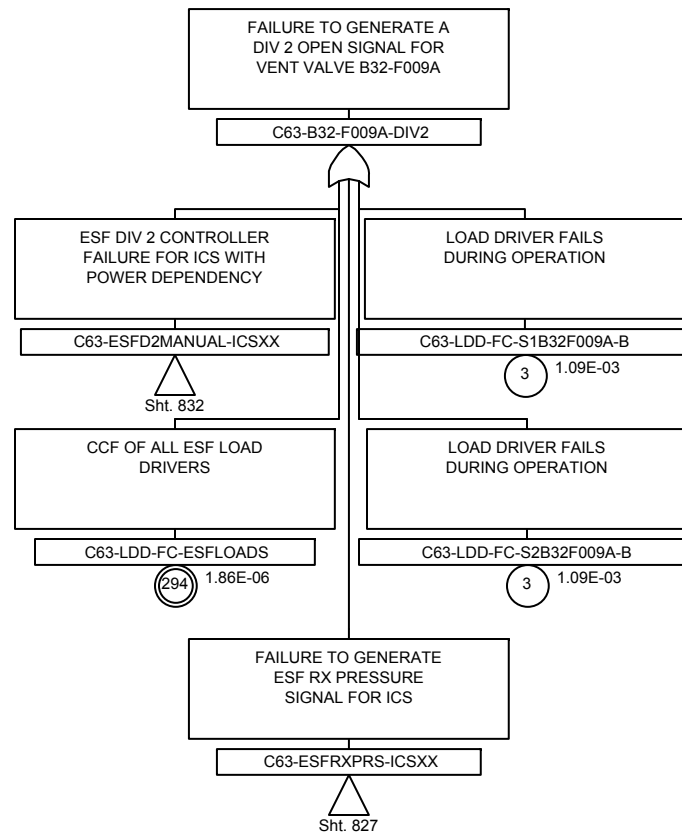 FAILURE TO GENERATE A
DIV 2 OPEN SIGNAL FOR
VENT VALVE B32-F009A
C63-B32-F009A-DIV2
ESF DIV 2 CONTROLLER
FAILURE FOR ICS WITH
POWER DEPENDENCY
C63-ESFD2MANUAL-ICSXX
Sht. 832
LOAD DRIVER FAILS
DURING OPERATION
C63-LDD-FC-S1B32F009A-B
3
1.09E-03
CCF OF ALL ESF LOAD
DRIVERS
C63-LDD-FC-ESFLOADS
294
1.86E-06
LOAD DRIVER FAILS
DURING OPERATION
C63-LDD-FC-S2B32F009A-B
3
1.09E-03
FAILURE TO GENERATE
ESF RX PRESSURE
SIGNAL FOR ICS
C63-ESFRXPRS-ICSXX
Sht. 827